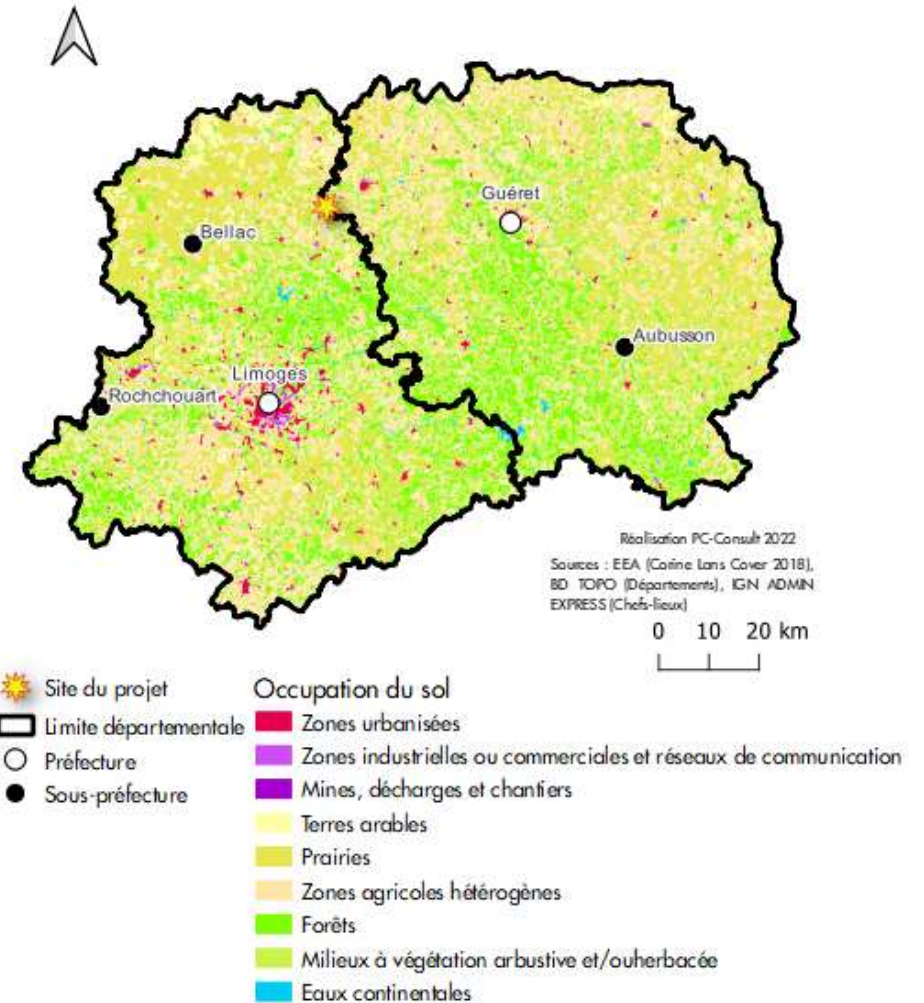 Guéret
Bellac
Aubusson
Limoges
Rochchouart
Réalisation PC-Consult 2022
Sources : EEA (Corine Lans Cover 2018),
BD TOPO (Départements), IGN ADMIN
EXPRESS (Chefs-lieux)
0 10 20 km
Site du projet
Limite départementale
Préfecture
Sous-préfecture
Occupation du sol
Zones urbanisées
Zones industrielles ou commerciales et réseaux de communication
Mines, décharges et chantiers
Terres arables
Prairies
Zones agricoles hétérogènes
Forêts
Milieux à végétation arbustive et/ouherbacée
Eaux continentales